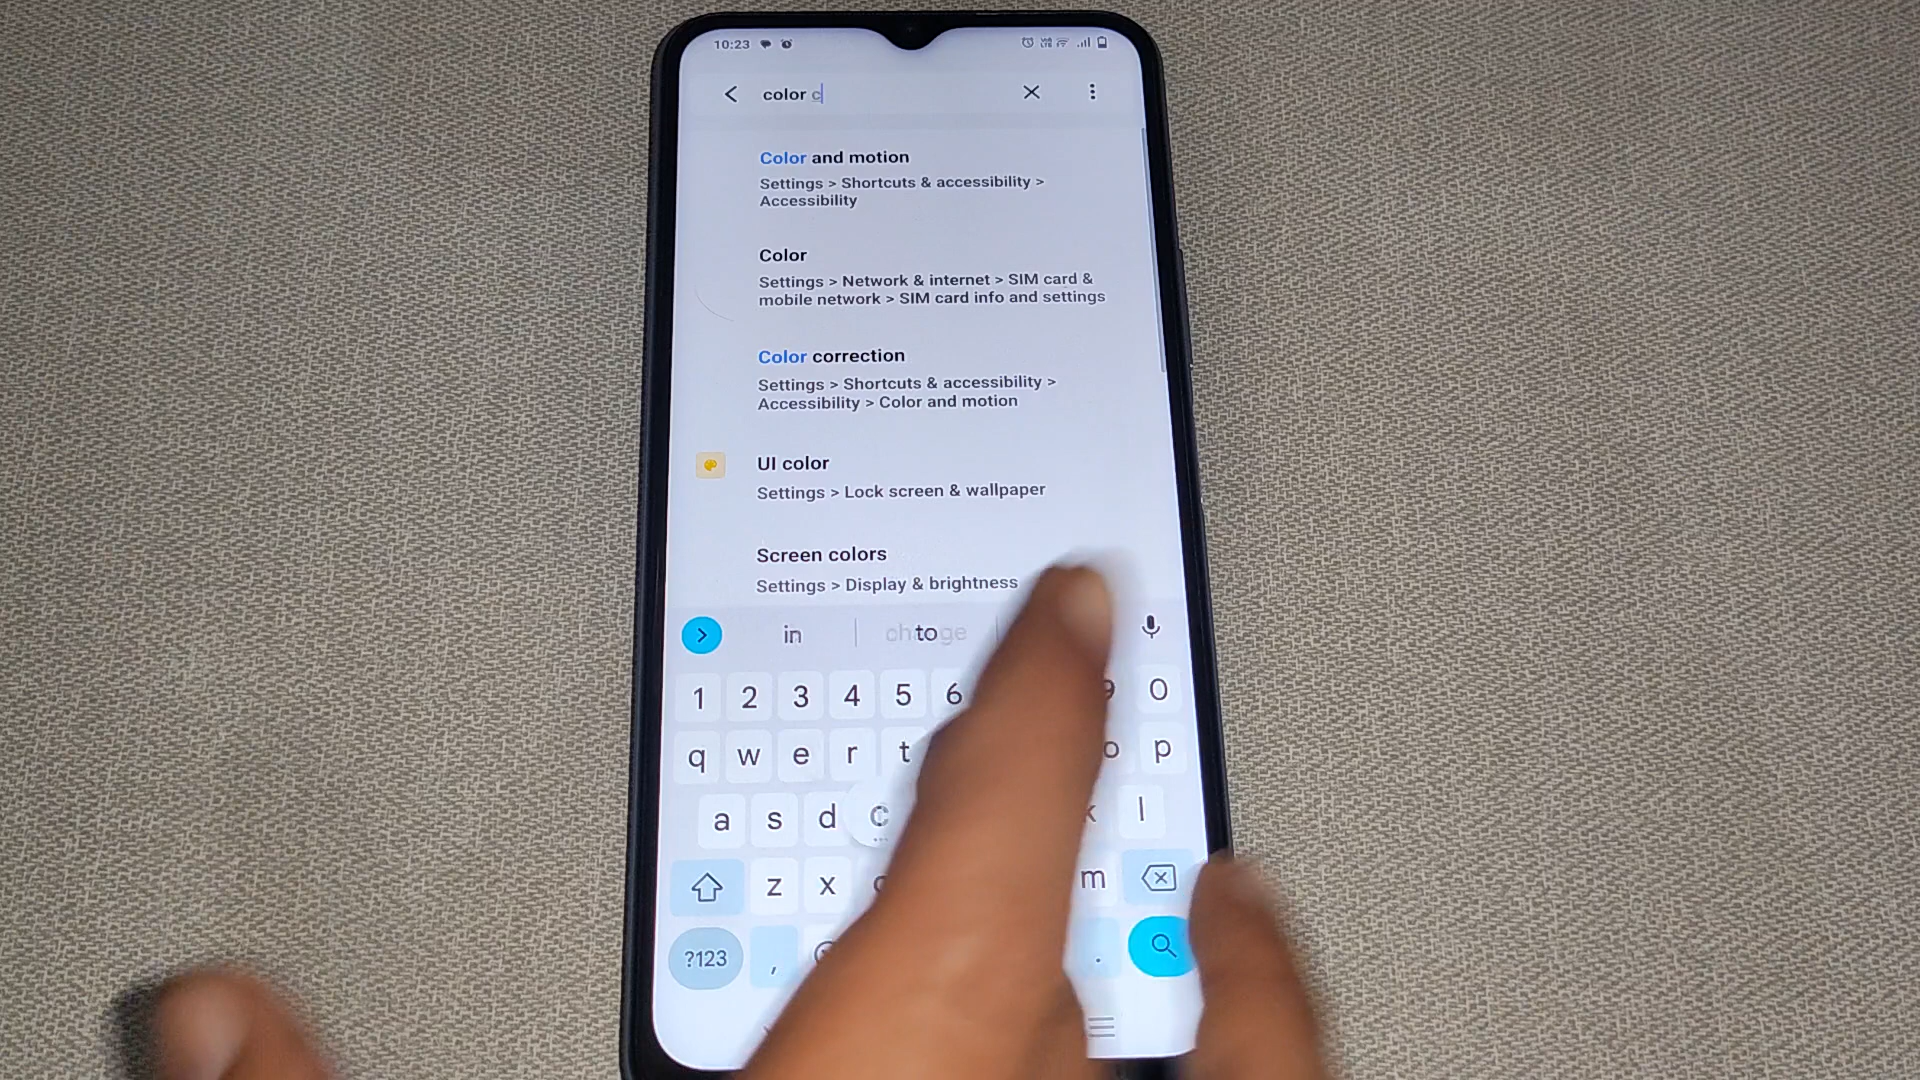 10:23
color c
Color and motion
Settings > Shortcuts & accessibility >
Accessibility
Color
Settings > Network & internet > SIM card &
mobile network > SIM card info and settings
Color correction
Settings > Shortcuts & accessibility >
Accessibility > Color and motion
UI color
Settings > Lock screen & wallpaper
Screen colors
Settings > Display & brightness
in to
1 2 3 4 5 6 9 0
q w e r t o p
a s d c k l
z x c m
?123 , .